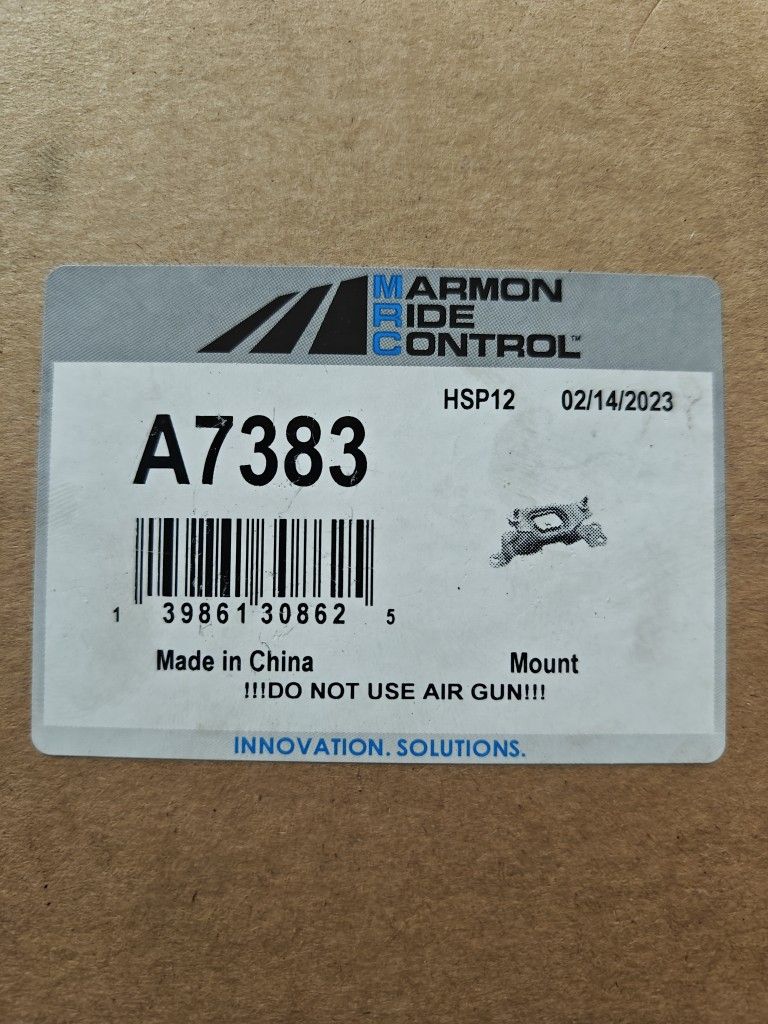 MARMON
RIDE
CONTROL™
HSP12 02/14/2023
A7383
1 39861 30862 5
Made in China Mount
!!!DO NOT USE AIR GUN!!!
INNOVATION. SOLUTIONS.